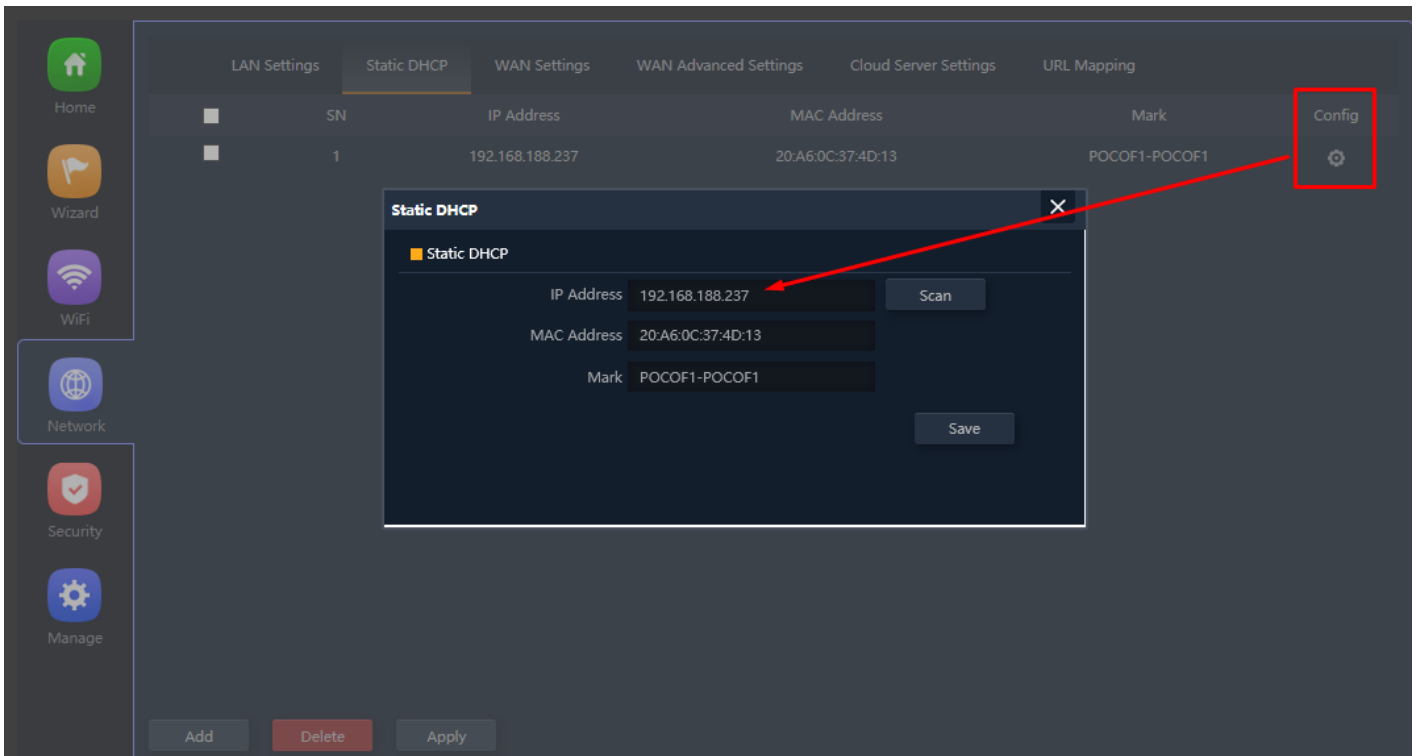 Home
Wizard
WiFi
Network
Security
Manage
LAN Settings Static DHCP WAN Settings WAN Advanced Settings Cloud Server Settings URL Mapping
SN IP Address MAC Address Mark Config
1 192.168.188.237 20:A6:0C:37:4D:13 POCOF1-POCOF1
Static DHCP
Static DHCP
IP Address 192.168.188.237 Scan
MAC Address 20:A6:0C:37:4D:13
Mark POCOF1-POCOF1
Save
Add Delete Apply